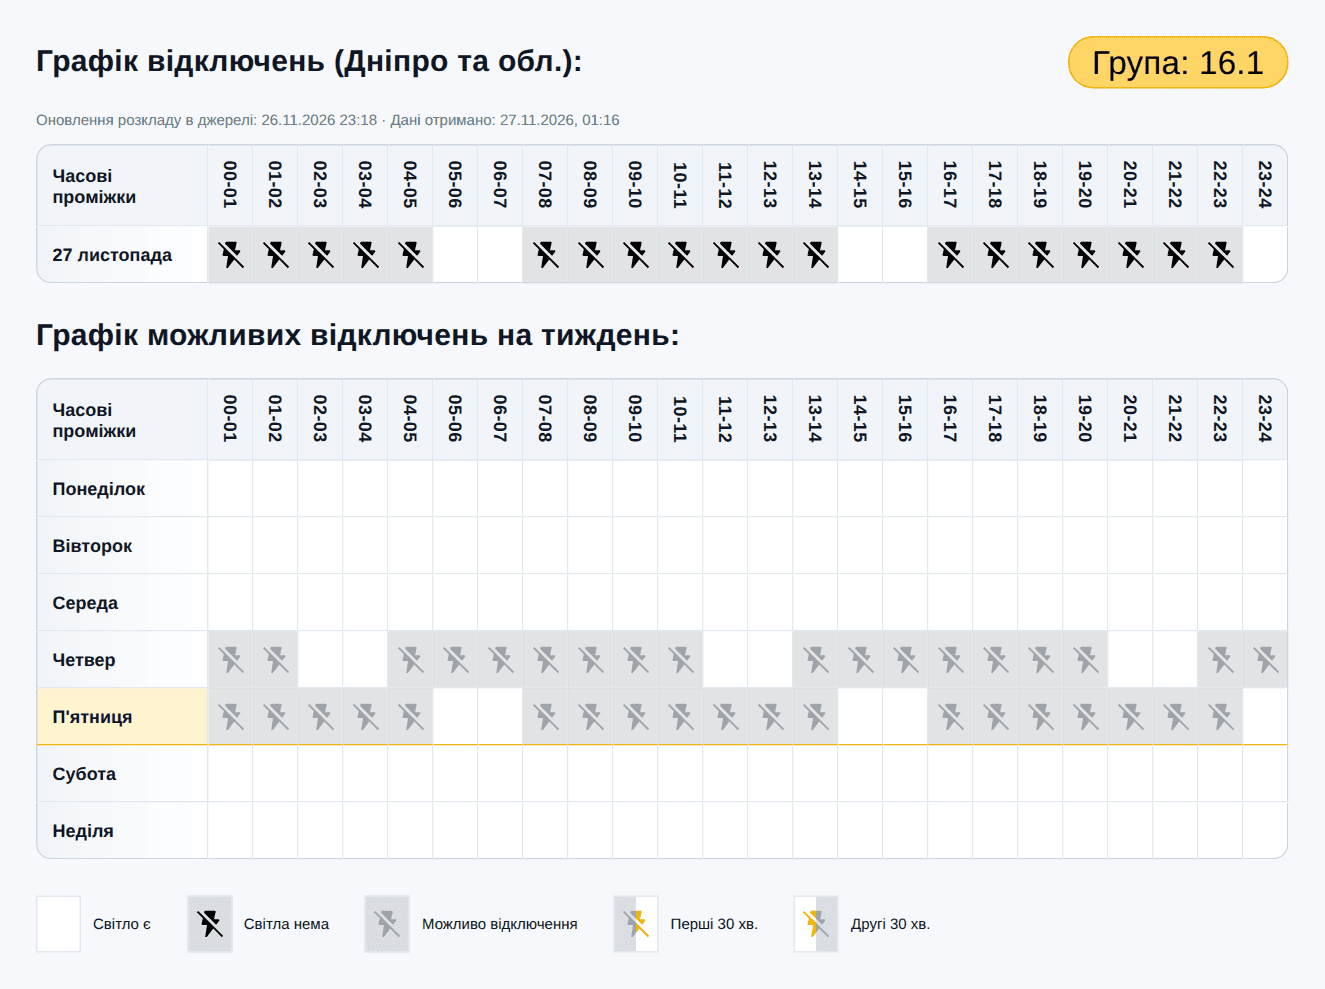 Графік відключень (Дніпро та обл.):
Група: 16.1
Оновлення розкладу в джерелі: 26.11.2026 23:18 · Дані отримано: 27.11.2026, 01:16
Часові проміжки 00-01 01-02 02-03 03-04 04-05 05-06 06-07 07-08 08-09 09-10 10-11 11-12 12-13 13-14 14-15 15-16 16-17 17-18 18-19 19-20 20-21 21-22 22-23 23-24
27 листопада
Графік можливих відключень на тиждень:
Часові проміжки 00-01 01-02 02-03 03-04 04-05 05-06 06-07 07-08 08-09 09-10 10-11 11-12 12-13 13-14 14-15 15-16 16-17 17-18 18-19 19-20 20-21 21-22 22-23 23-24
Понеділок
Вівторок
Середа
Четвер
П'ятниця
Субота
Неділя
Світло є Світла нема Можливо відключення Перші 30 хв. Другі 30 хв.